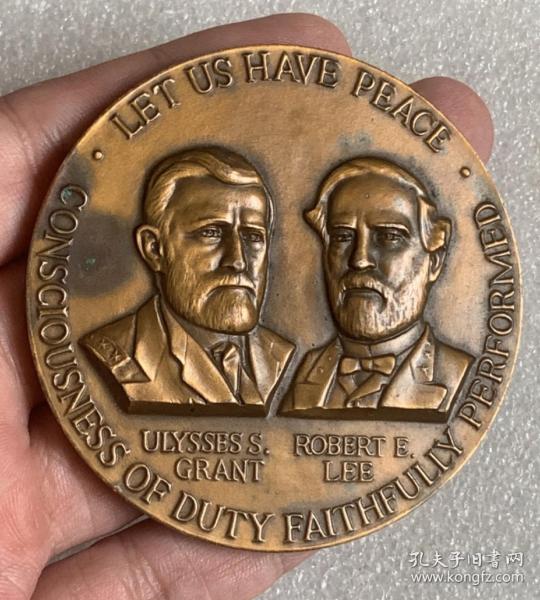 · LET US HAVE PEACE ·
CONSCIOUSNESS OF DUTY FAITHFULLY PERFORMED
ULYSSES S.
GRANT
ROBERT E.
LEE
孔夫子旧书网
www.kongfz.com